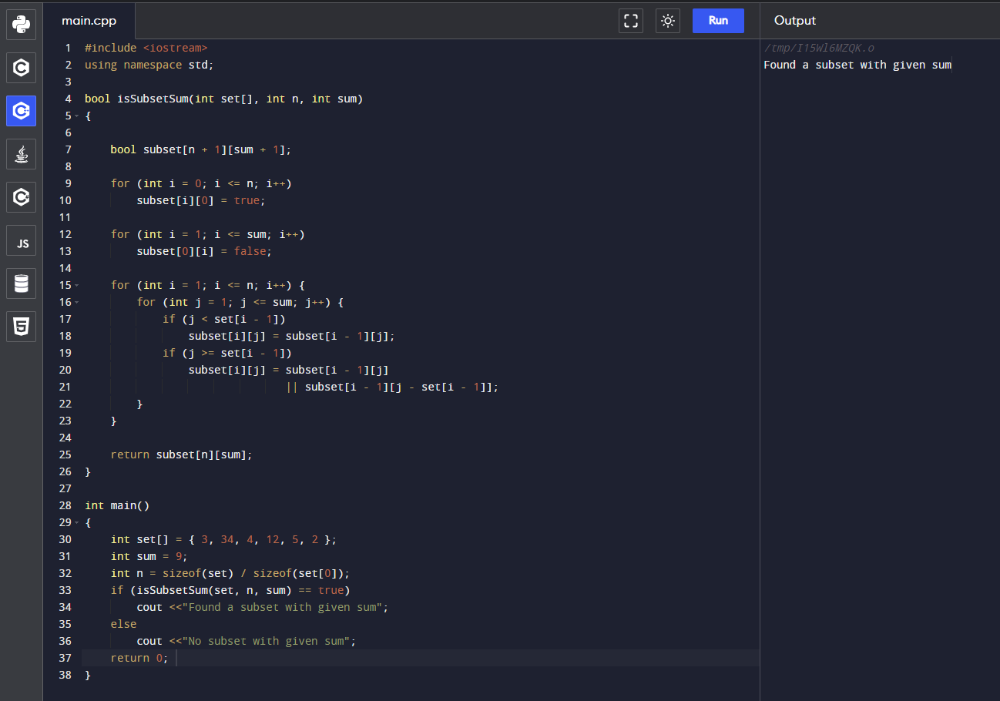 main.cpp
Run
Output
1 #include <iostream>
2 using namespace std;
3
4 bool isSubsetSum(int set[], int n, int sum)
5 {
6
7     bool subset[n + 1][sum + 1];
8
9     for (int i = 0; i <= n; i++)
10         subset[i][0] = true;
11
12     for (int i = 1; i <= sum; i++)
13         subset[0][i] = false;
14
15     for (int i = 1; i <= n; i++) {
16         for (int j = 1; j <= sum; j++) {
17             if (j < set[i - 1])
18                 subset[i][j] = subset[i - 1][j];
19             if (j >= set[i - 1])
20                 subset[i][j] = subset[i - 1][j]
21                                || subset[i - 1][j - set[i - 1]];
22         }
23     }
24
25     return subset[n][sum];
26 }
27
28 int main()
29 {
30     int set[] = { 3, 34, 4, 12, 5, 2 };
31     int sum = 9;
32     int n = sizeof(set) / sizeof(set[0]);
33     if (isSubsetSum(set, n, sum) == true)
34         cout <<"Found a subset with given sum";
35     else
36         cout <<"No subset with given sum";
37     return 0;
38 }
/tmp/I15Wl6MZQK.o
Found a subset with given sum
JS